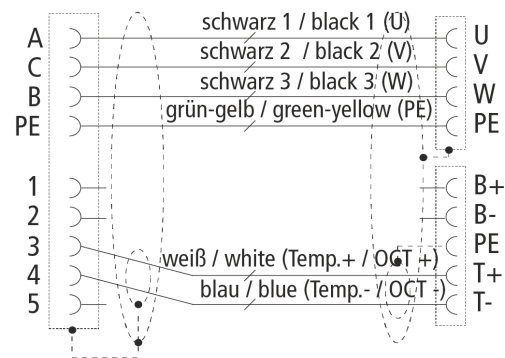 A schwarz 1 / black 1 (U) U
C schwarz 2 / black 2 (V) V
B schwarz 3 / black 3 (W) W
PE grün-gelb / green-yellow (PE) PE
1 B+
2 B-
3 PE
weiß / white (Temp.+ / OCT +)
4 T+
blau / blue (Temp.- / OCT -)
5 T-